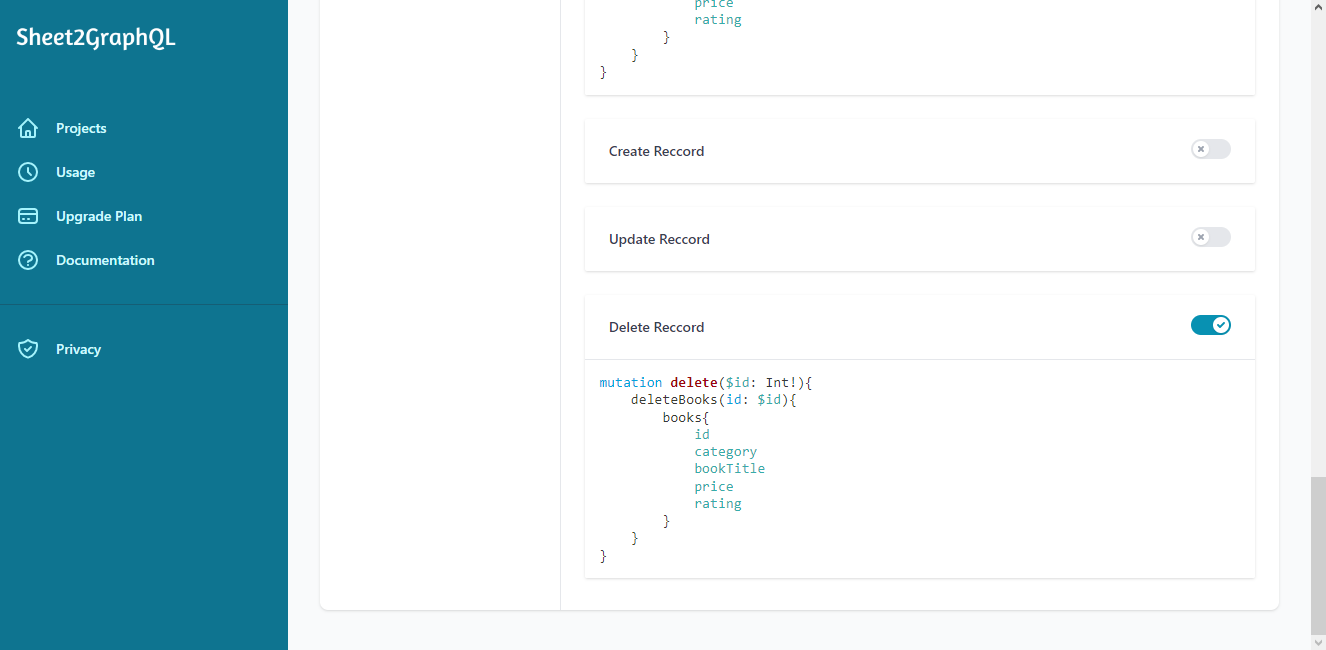 Sheet2GraphQL
Projects
Usage
Upgrade Plan
Documentation
Privacy
price
rating
}
}
}
Create Reccord
Update Reccord
Delete Reccord
mutation delete($id: Int!){
deleteBooks(id: $id){
books{
id
category
bookTitle
price
rating
}
}
}